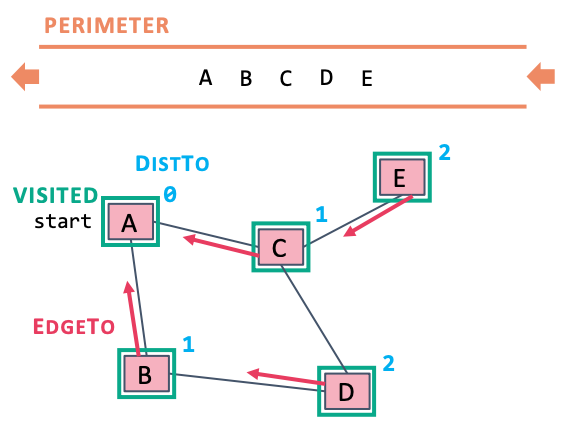 PERIMETER
A B C D E
DISTTO
2
E
VISITED
0
start
A
1
C
EDGETO
1
B
2
D